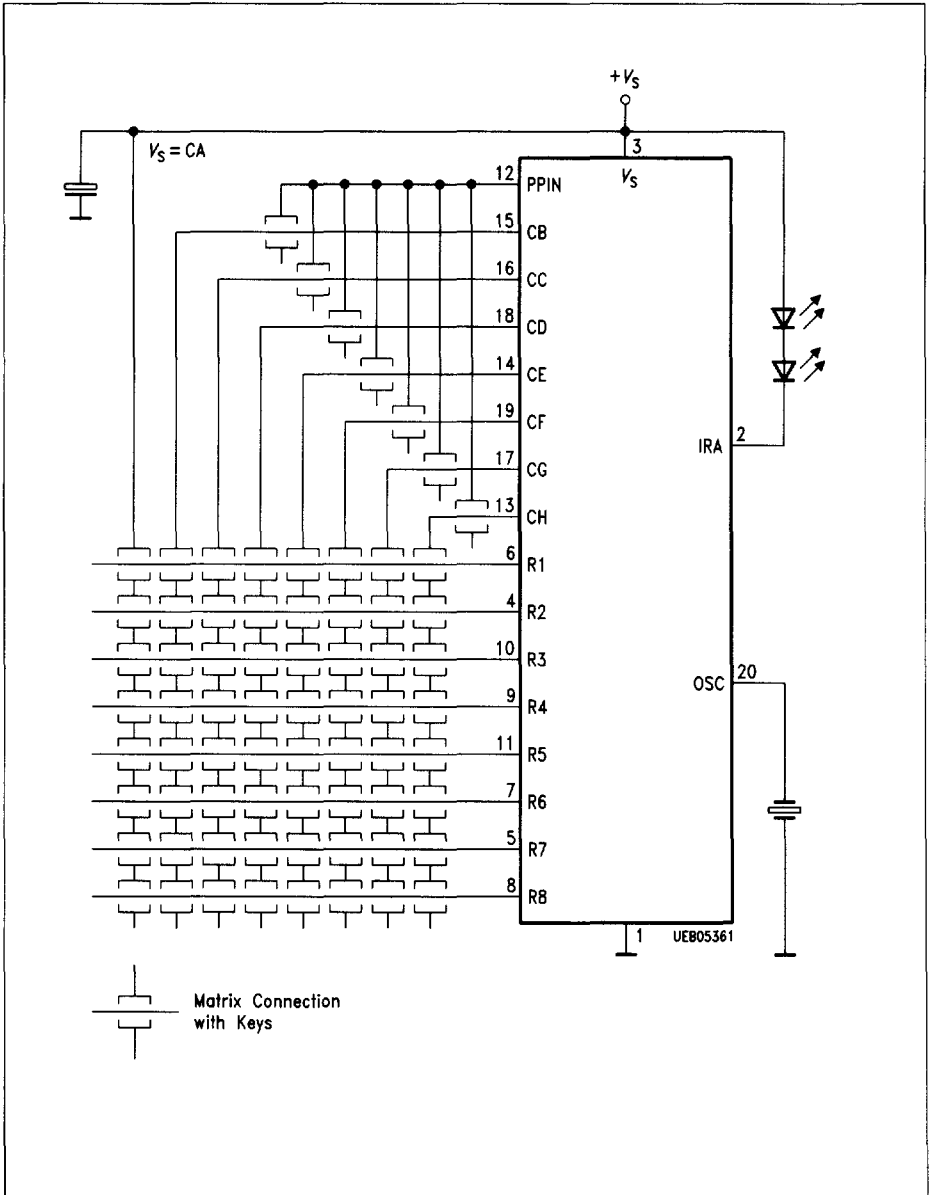 +VS
VS = CA
3
VS
12 PPIN
15 CB
16 CC
18 CD
14 CE
19 CF
2 IRA
17 CG
13 CH
6 R1
4 R2
10 R3
9 R4
20 OSC
11 R5
7 R6
5 R7
8 R8
1
UEB05361
Matrix Connection
with Keys